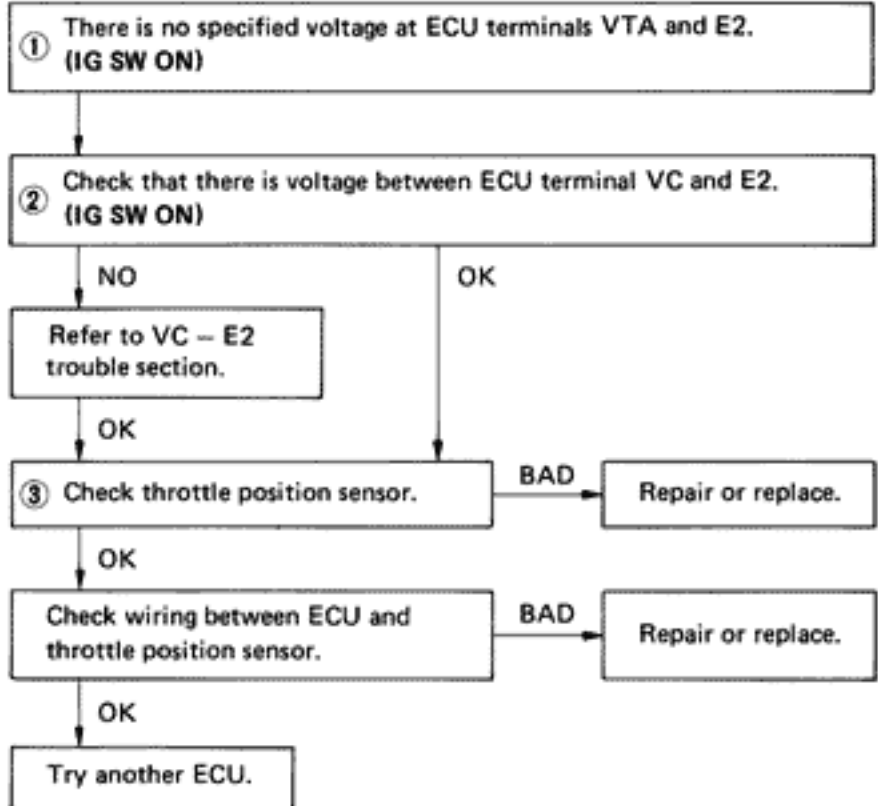 ① There is no specified voltage at ECU terminals VTA and E2.
(IG SW ON)
② Check that there is voltage between ECU terminal VC and E2.
(IG SW ON)
NO
OK
Refer to VC – E2
trouble section.
OK
③ Check throttle position sensor.
BAD
Repair or replace.
OK
Check wiring between ECU and
throttle position sensor.
BAD
Repair or replace.
OK
Try another ECU.